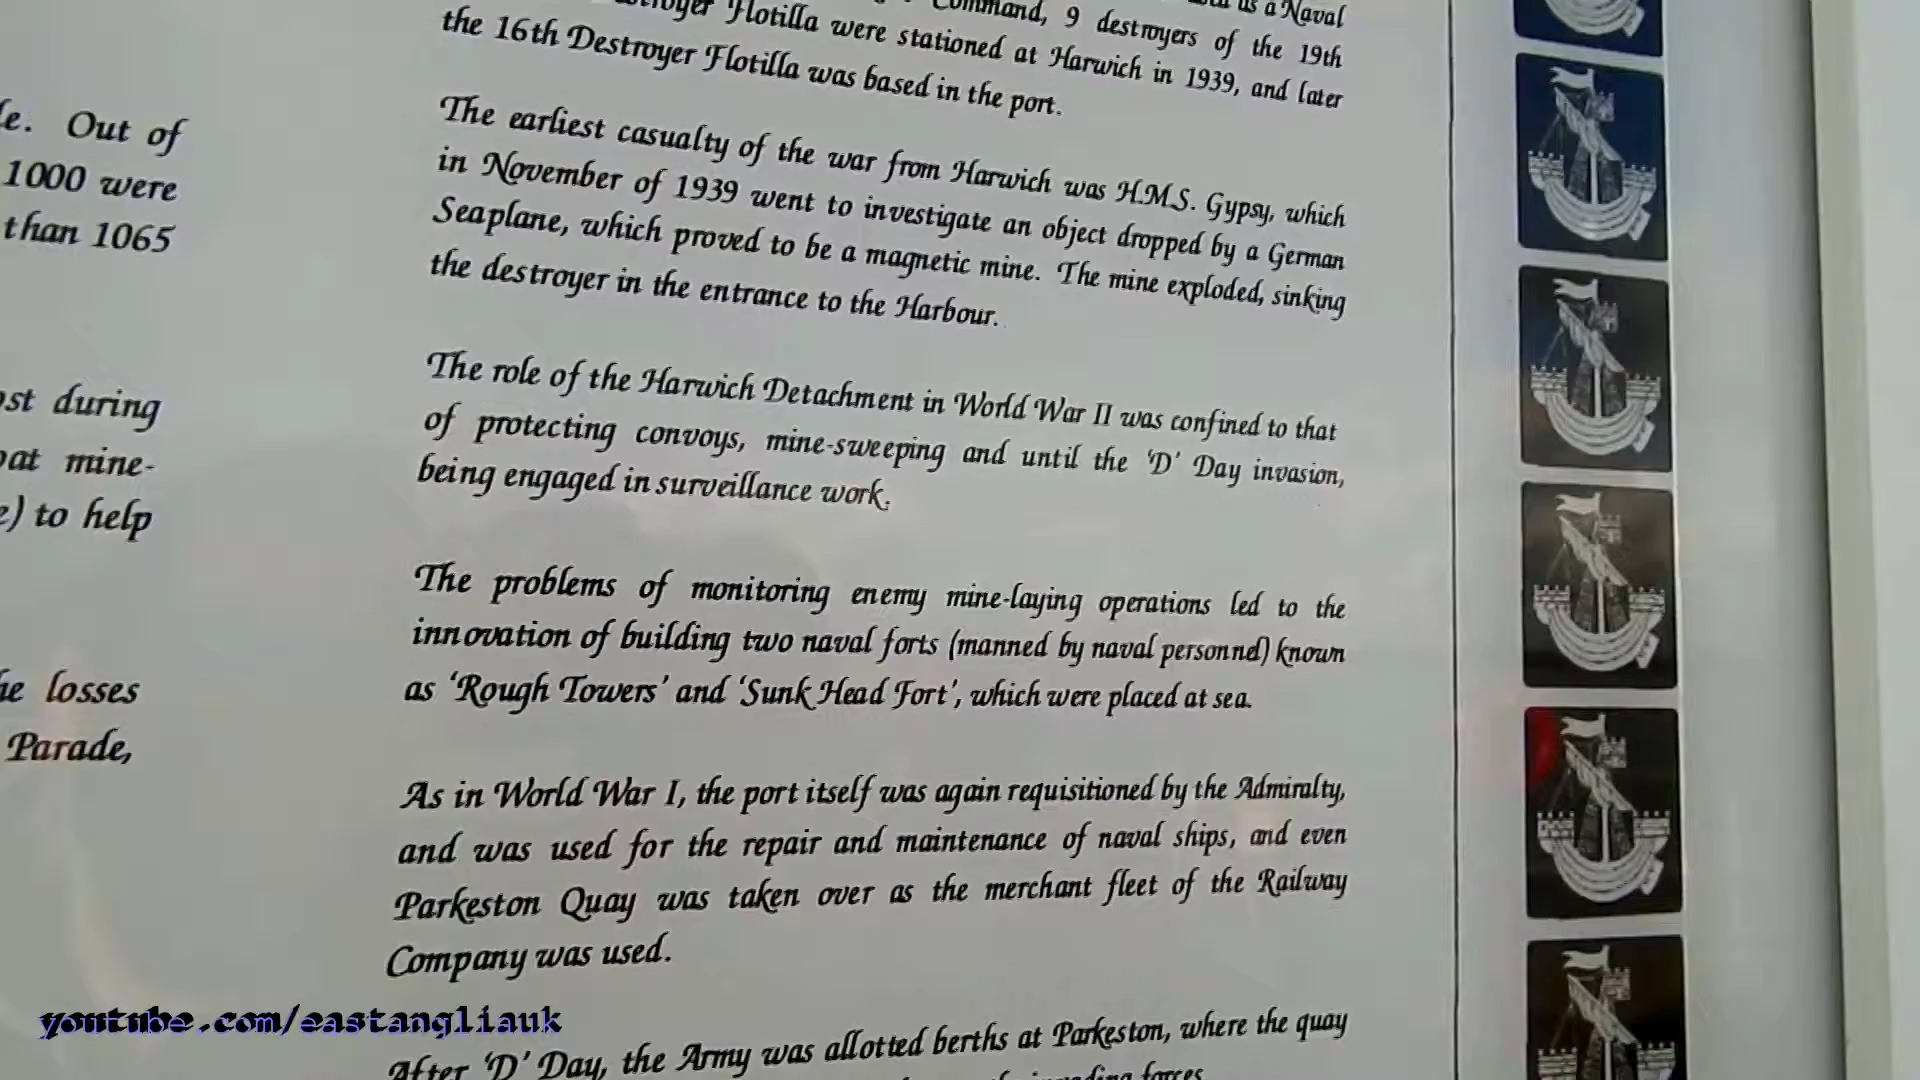 le. Out of
1000 were
than 1065
ost during
oat mine-
e) to help
he losses
Parade,
us a Naval
Command, 9 destroyers of the 19th
Destroyer Flotilla were stationed at Harwich in 1939, and later
the 16th Destroyer Flotilla was based in the port.
The earliest casualty of the war from Harwich was H.M.S. Gypsy, which
in November of 1939 went to investigate an object dropped by a German
Seaplane, which proved to be a magnetic mine. The mine exploded, sinking
the destroyer in the entrance to the Harbour.
The role of the Harwich Detachment in World War II was confined to that
of protecting convoys, mine-sweeping and until the ‘D’ Day invasion,
being engaged in surveillance work.
The problems of monitoring enemy mine-laying operations led to the
innovation of building two naval forts (manned by naval personnel) known
as ‘Rough Towers’ and ‘Sunk Head Fort’, which were placed at sea.
As in World War I, the port itself was again requisitioned by the Admiralty,
and was used for the repair and maintenance of naval ships, and even
Parkeston Quay was taken over as the merchant fleet of the Railway
Company was used.
After ‘D’ Day, the Army was allotted berths at Parkeston, where the quay
forces
youtube.com/eastangliauk